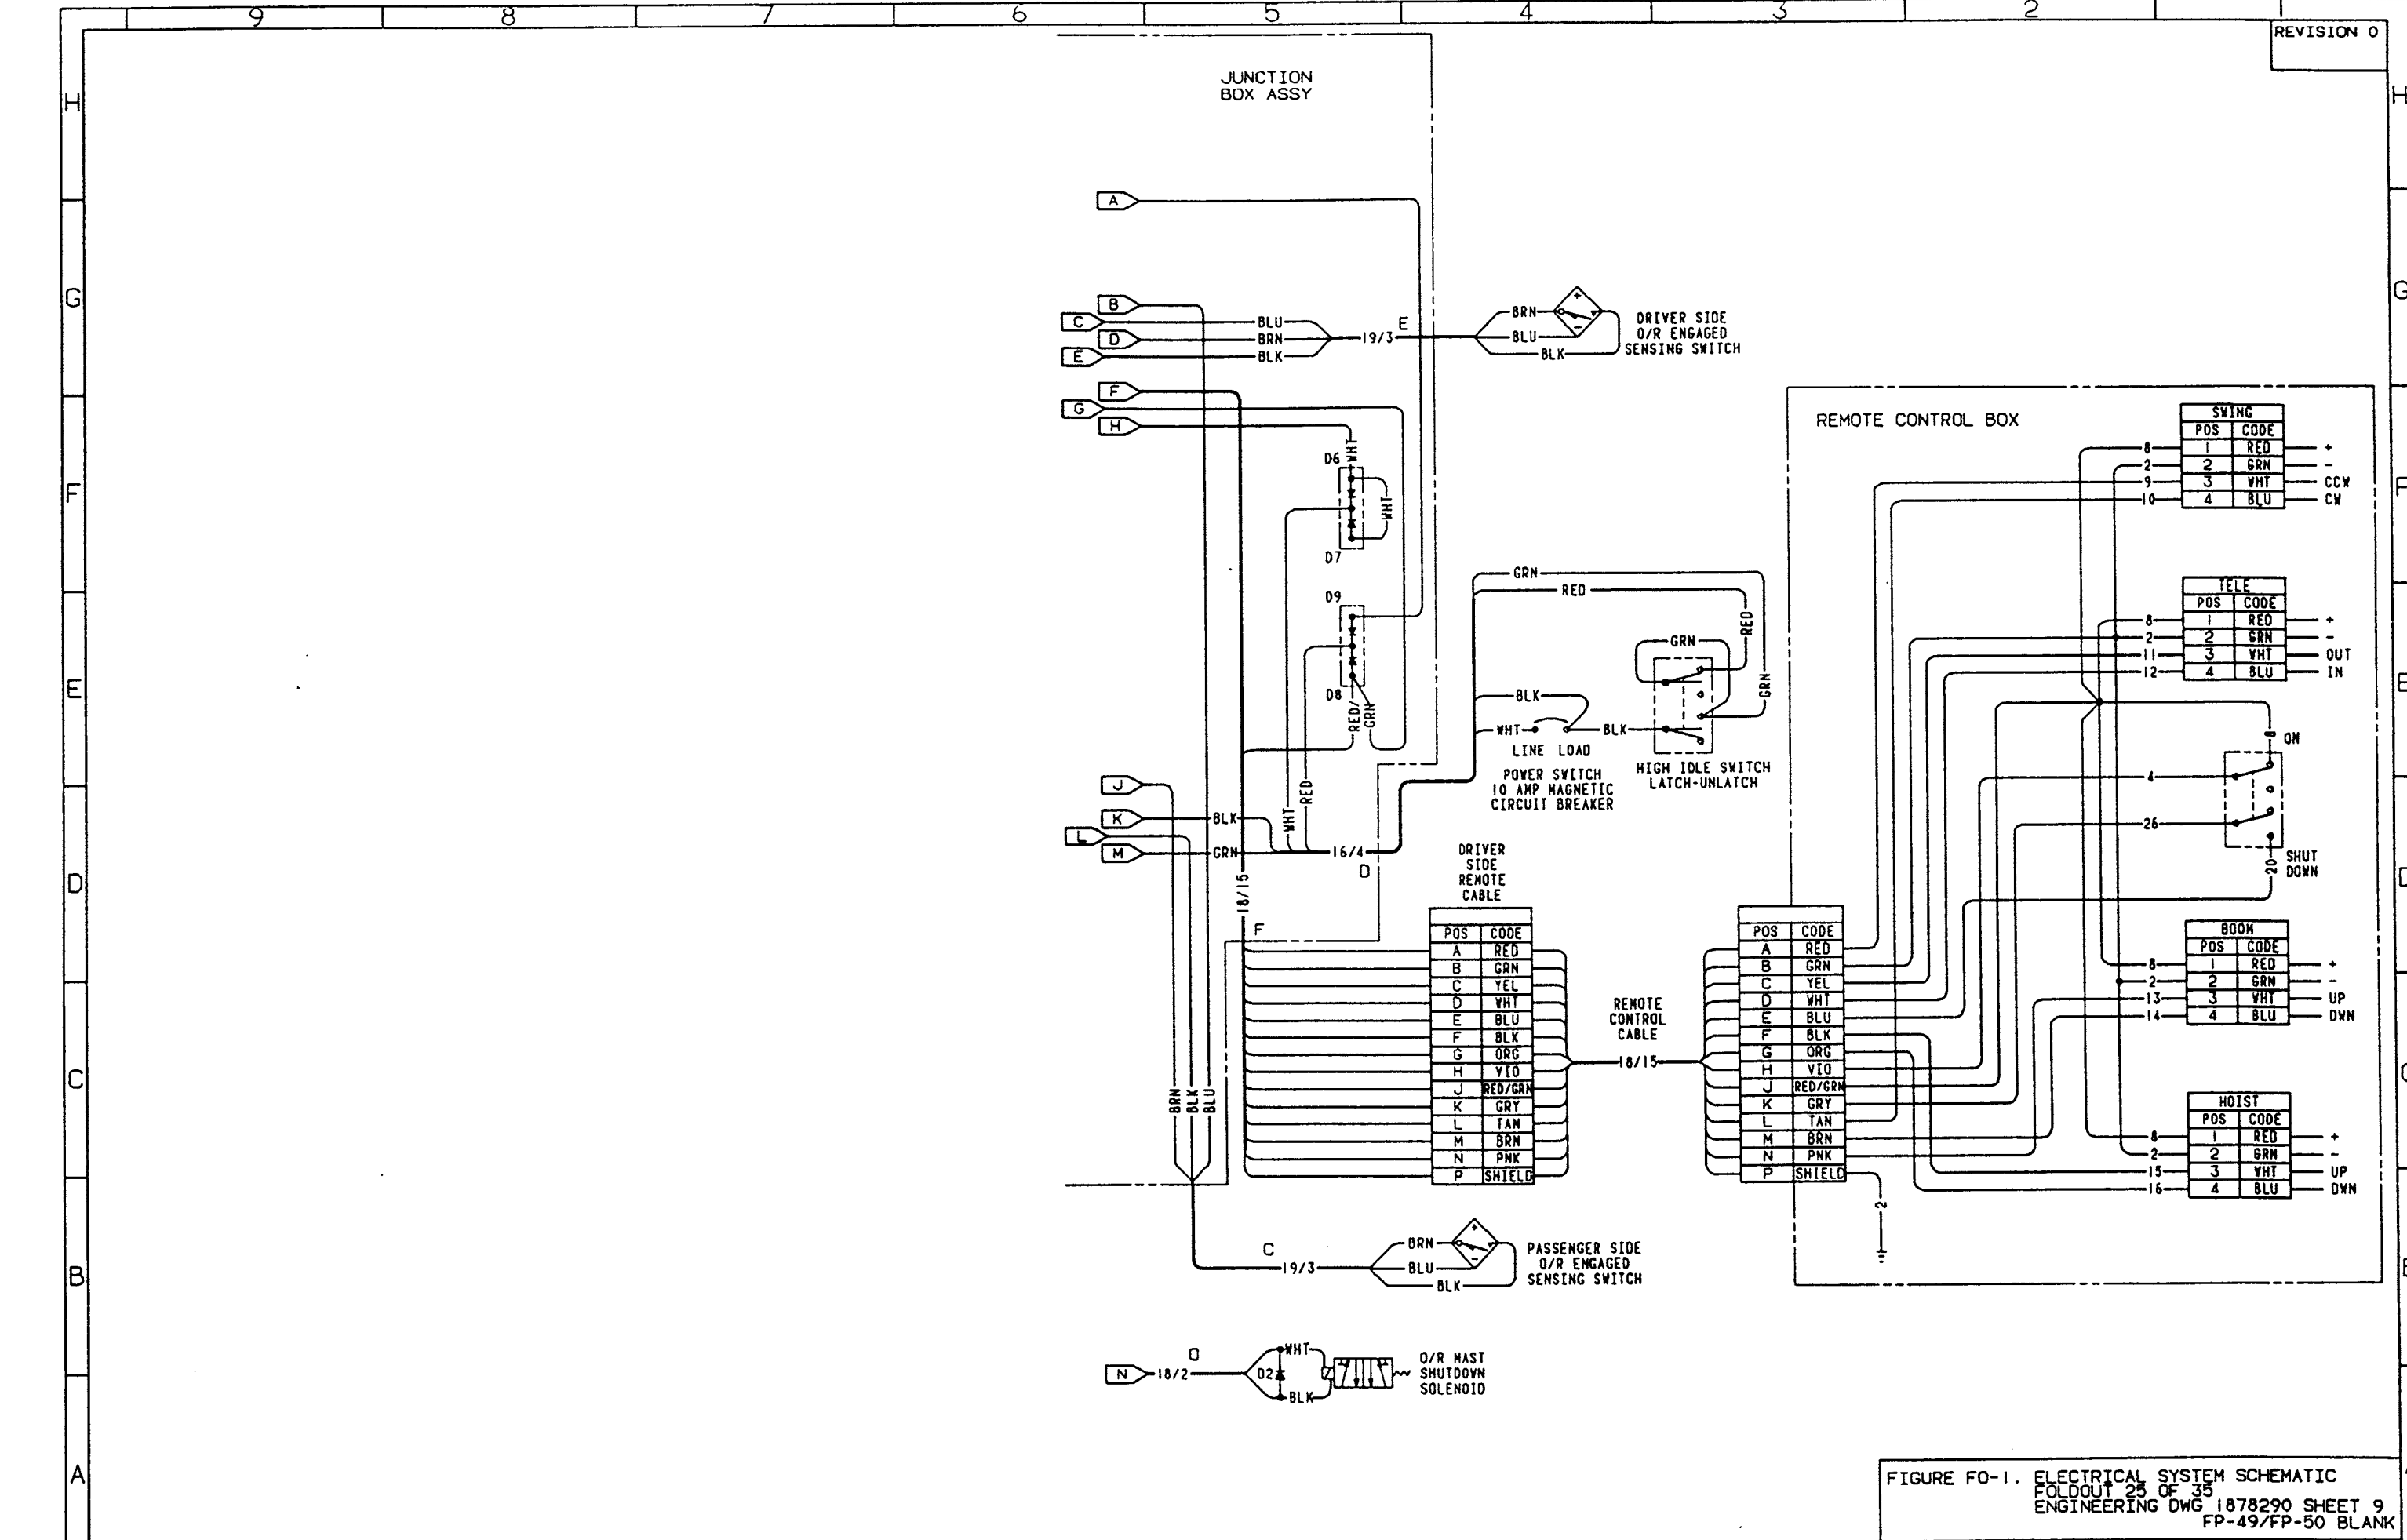 9 8 7 6 5 4 3 2
REVISION 0
H H
G G
F F
E E
D D
C C
B B
A
JUNCTION
BOX ASSY
A
B
C BLU
D BRN
E BLK
19/3 E
BRN
BLU
BLK
+
-
DRIVER SIDE
O/R ENGAGED
SENSING SWITCH
F
G
H
WHT
D6
WHT
D7
D9
D8
RED/
GRN
WHT
RED
J
K BLK
L
M GRN
16/4
D
18/15
F
BRN
BLK
BLU
GRN
RED
RED
GRN
GRN
BLK
WHT
BLK
LINE LOAD
POWER SWITCH
10 AMP MAGNETIC
CIRCUIT BREAKER
HIGH IDLE SWITCH
LATCH-UNLATCH
DRIVER
SIDE
REMOTE
CABLE
POS CODE
A RED
B GRN
C YEL
D WHT
E BLU
F BLK
G ORG
H VIO
J RED/GRN
K GRY
L TAN
M BRN
N PNK
P SHIELD
REMOTE
CONTROL
CABLE
18/15
POS CODE
A RED
B GRN
C YEL
D WHT
E BLU
F BLK
G ORG
H VIO
J RED/GRN
K GRY
L TAN
M BRN
N PNK
P SHIELD
2
REMOTE CONTROL BOX
SWING
POS CODE
8 1 RED +
2 2 GRN -
9 3 WHT CCW
10 4 BLU CW
TELE
POS CODE
8 1 RED +
2 2 GRN -
11 3 WHT OUT
12 4 BLU IN
8 ON
4
26
20 SHUT
DOWN
BOOM
POS CODE
8 1 RED +
2 2 GRN -
13 3 WHT UP
14 4 BLU DWN
HOIST
POS CODE
8 1 RED +
2 2 GRN -
15 3 WHT UP
16 4 BLU DWN
C
19/3
BRN
BLU
BLK
+
-
PASSENGER SIDE
O/R ENGAGED
SENSING SWITCH
N 18/2
O
D2
WHT
BLK
O/R MAST
SHUTDOWN
SOLENOID
FIGURE FO-1. ELECTRICAL SYSTEM SCHEMATIC
FOLDOUT 25 OF 35
ENGINEERING DWG 1878290 SHEET 9
FP-49/FP-50 BLANK